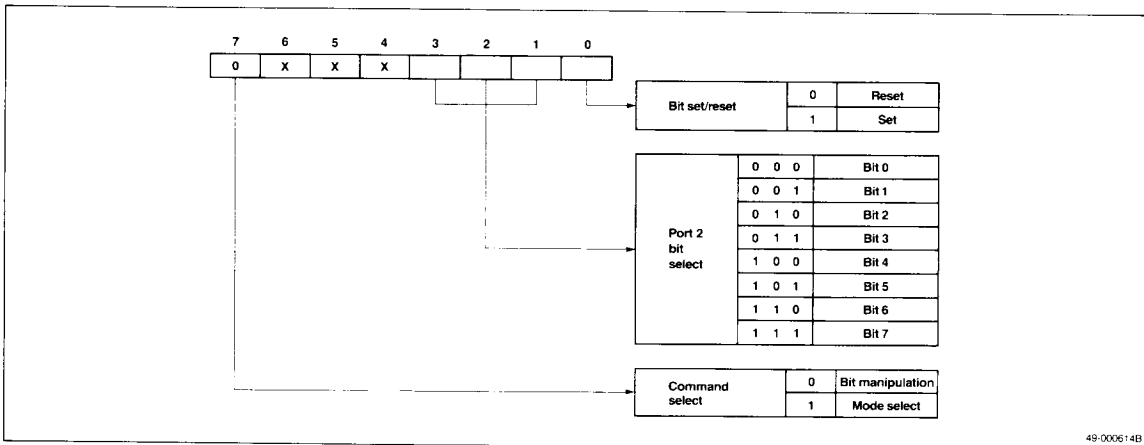 7 6 5 4 3 2 1 0
0 X X X
Bit set/reset
0 Reset
1 Set
Port 2
bit
select
0 0 0 Bit 0
0 0 1 Bit 1
0 1 0 Bit 2
0 1 1 Bit 3
1 0 0 Bit 4
1 0 1 Bit 5
1 1 0 Bit 6
1 1 1 Bit 7
Command
select
0 Bit manipulation
1 Mode select
49-000614B